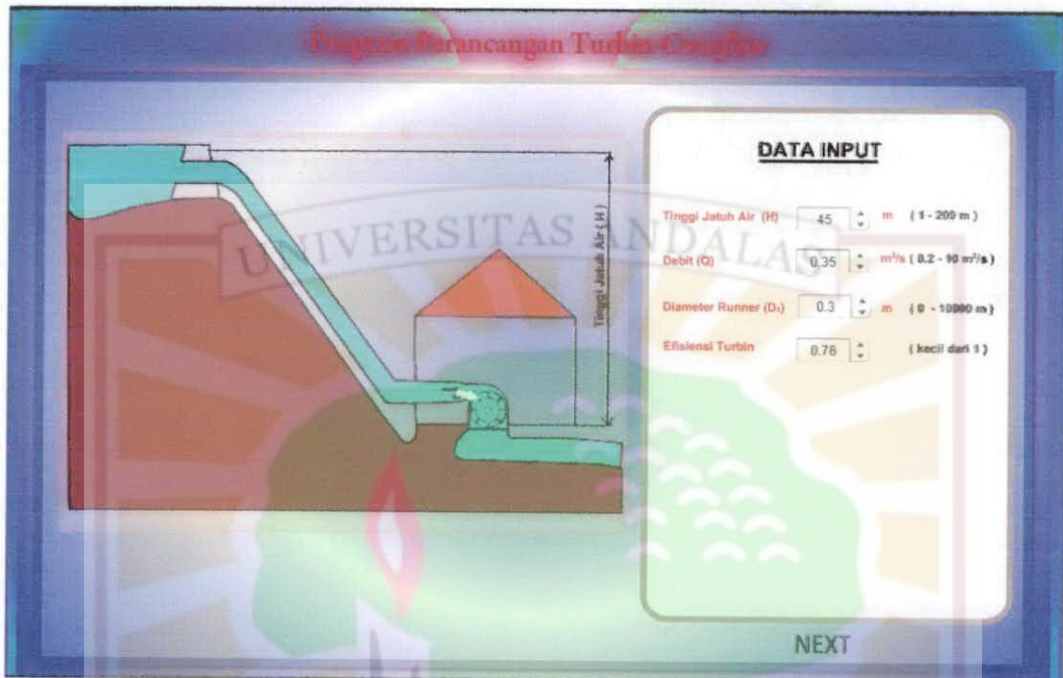 Program Perancangan Turbin Crossflow
DATA INPUT
Tinggi Jatuh Air (H) 45 m ( 1 - 200 m )
Debit (Q) 0.35 m³/s ( 0.2 - 10 m³/s )
Diameter Runner (D₁) 0.3 m ( 0 - 10000 m )
Efisiensi Turbin 0.76 ( kecil dari 1 )
Tinggi Jatuh Air ( H )
UNIVERSITAS ANDALAS
NEXT